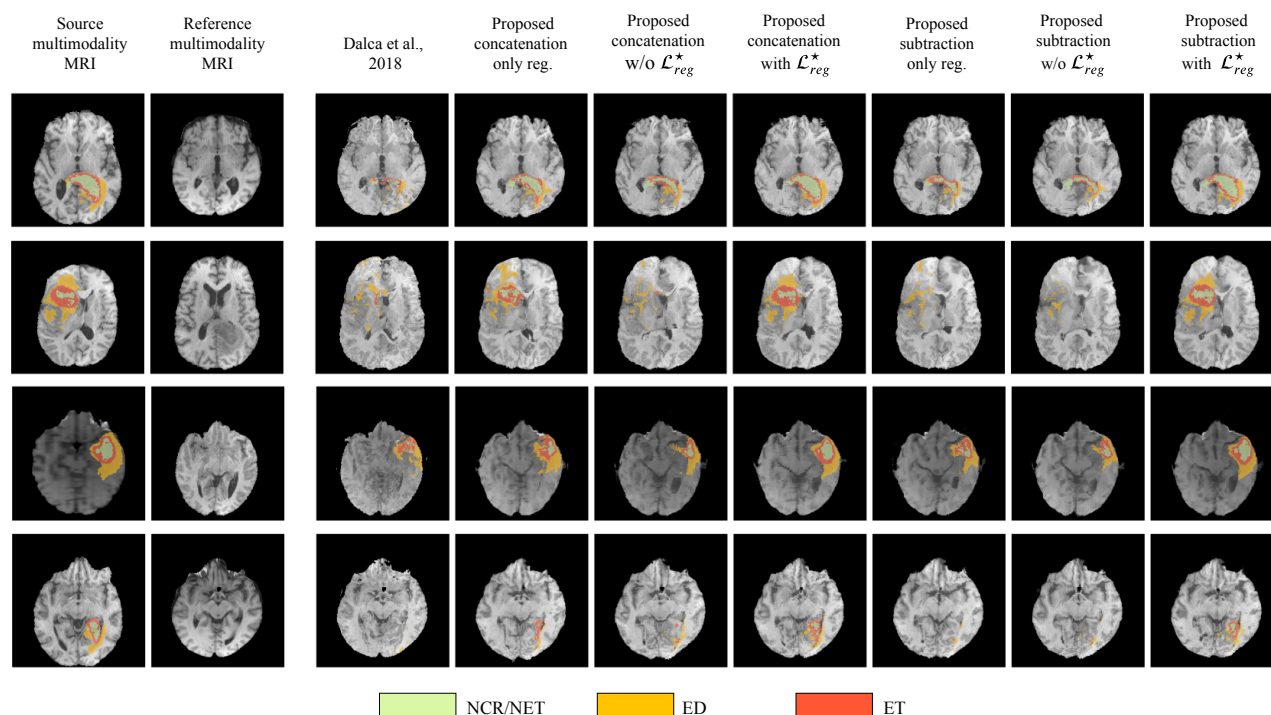 Source
multimodality
MRI
Reference
multimodality
MRI
Dalca et al.,
2018
Proposed
concatenation
only reg.
Proposed
concatenation
w/o ℒ★reg
Proposed
concatenation
with ℒ★reg
Proposed
subtraction
only reg.
Proposed
subtraction
w/o ℒ★reg
Proposed
subtraction
with ℒ★reg
NCR/NET
ED
ET